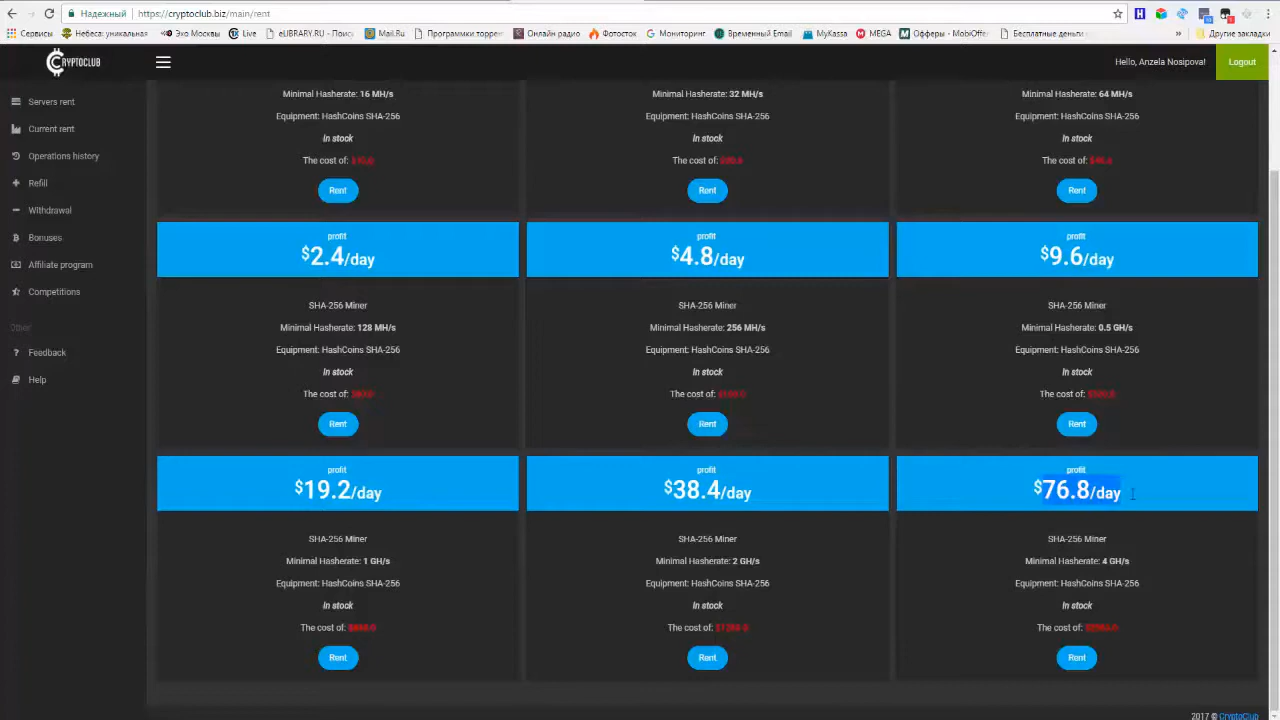 Надежный
https://cryptoclub.biz/main/rent
Сервисы
Небеса: уникальная
Эхо Москвы
Live
eLIBRARY.RU - Поиск
Mail.Ru
Программки.торрент
Онлайн радио
Фотосток
Мониторинг
Временный Email
MyKassa
MEGA
Офферы - MobiOffer
Бесплатные деньги
»
Другие закладки
CRYPTOCLUB
Hello, Anzela Nosipova!
Logout
Servers rent
Current rent
Operations history
Refill
Withdrawal
Bonuses
Affiliate program
Competitions
Other
Feedback
Help
Minimal Hasherate: 16 MH/s
Equipment: HashCoins SHA-256
In stock
The cost of:
Rent
Minimal Hasherate: 32 MH/s
Equipment: HashCoins SHA-256
In stock
The cost of:
Rent
Minimal Hasherate: 64 MH/s
Equipment: HashCoins SHA-256
In stock
The cost of:
Rent
profit
$2.4/day
SHA-256 Miner
Minimal Hasherate: 128 MH/s
Equipment: HashCoins SHA-256
In stock
The cost of:
Rent
profit
$4.8/day
SHA-256 Miner
Minimal Hasherate: 256 MH/s
Equipment: HashCoins SHA-256
In stock
The cost of:
Rent
profit
$9.6/day
SHA-256 Miner
Minimal Hasherate: 0.5 GH/s
Equipment: HashCoins SHA-256
In stock
The cost of:
Rent
profit
$19.2/day
SHA-256 Miner
Minimal Hasherate: 1 GH/s
Equipment: HashCoins SHA-256
In stock
The cost of:
Rent
profit
$38.4/day
SHA-256 Miner
Minimal Hasherate: 2 GH/s
Equipment: HashCoins SHA-256
In stock
The cost of:
Rent
profit
$76.8/day
SHA-256 Miner
Minimal Hasherate: 4 GH/s
Equipment: HashCoins SHA-256
In stock
The cost of:
Rent
2017 © CryptoClub